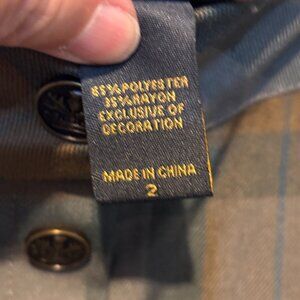 65%POLYESTER
35%RAYON
EXCLUSIVE OF
DECORATION
MADE IN CHINA
2